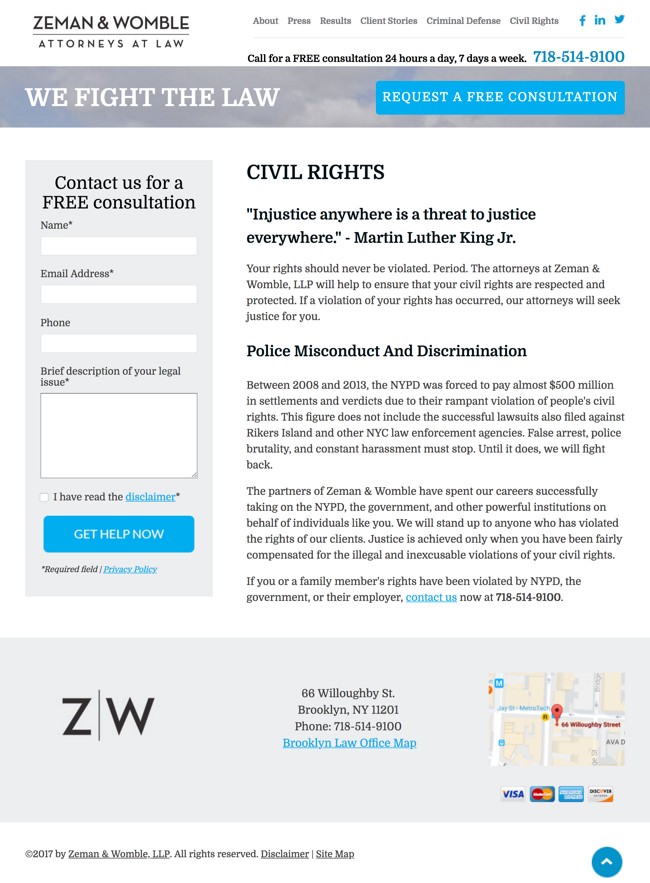 ZEMAN & WOMBLE
ATTORNEYS AT LAW
About Press Results Client Stories Criminal Defense Civil Rights
Call for a FREE consultation 24 hours a day, 7 days a week. 718-514-9100
WE FIGHT THE LAW
REQUEST A FREE CONSULTATION
Contact us for a
FREE consultation
Name*
Email Address*
Phone
Brief description of your legal
issue*
I have read the disclaimer*
GET HELP NOW
*Required field | Privacy Policy
CIVIL RIGHTS
"Injustice anywhere is a threat to justice
everywhere." - Martin Luther King Jr.
Your rights should never be violated. Period. The attorneys at Zeman &
Womble, LLP will help to ensure that your civil rights are respected and
protected. If a violation of your rights has occurred, our attorneys will seek
justice for you.
Police Misconduct And Discrimination
Between 2008 and 2013, the NYPD was forced to pay almost $500 million
in settlements and verdicts due to their rampant violation of people's civil
rights. This figure does not include the successful lawsuits also filed against
Rikers Island and other NYC law enforcement agencies. False arrest, police
brutality, and constant harassment must stop. Until it does, we will fight
back.
The partners of Zeman & Womble have spent our careers successfully
taking on the NYPD, the government, and other powerful institutions on
behalf of individuals like you. We will stand up to anyone who has violated
the rights of our clients. Justice is achieved only when you have been fairly
compensated for the illegal and inexcusable violations of your civil rights.
If you or a family member's rights have been violated by NYPD, the
government, or their employer, contact us now at 718-514-9100.
Z|W
66 Willoughby St.
Brooklyn, NY 11201
Phone: 718-514-9100
Brooklyn Law Office Map
M
Bridge
Jay St - MetroTech
R
66 Willoughby Street
AVA D
VISA MasterCard AMERICAN EXPRESS DISCOVER
©2017 by Zeman & Womble, LLP. All rights reserved. Disclaimer | Site Map